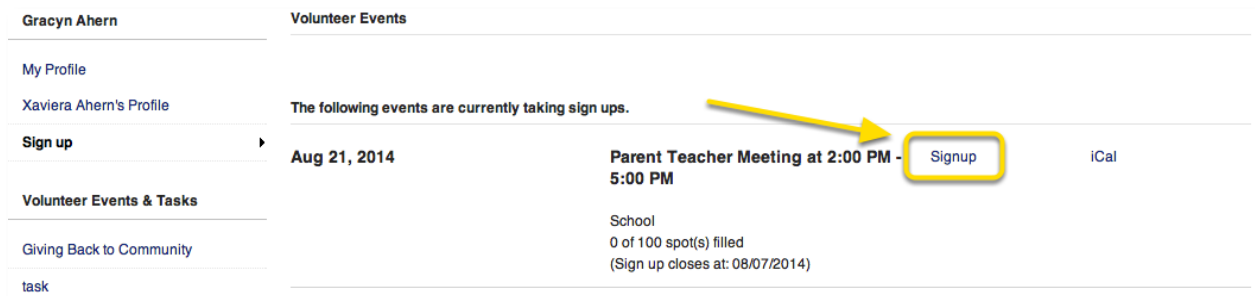 Gracyn Ahern
My Profile
Xaviera Ahern's Profile
Sign up
Volunteer Events & Tasks
Giving Back to Community
task
Volunteer Events
The following events are currently taking sign ups.
Aug 21, 2014
Parent Teacher Meeting at 2:00 PM -
5:00 PM
School
0 of 100 spot(s) filled
(Sign up closes at: 08/07/2014)
Signup
iCal